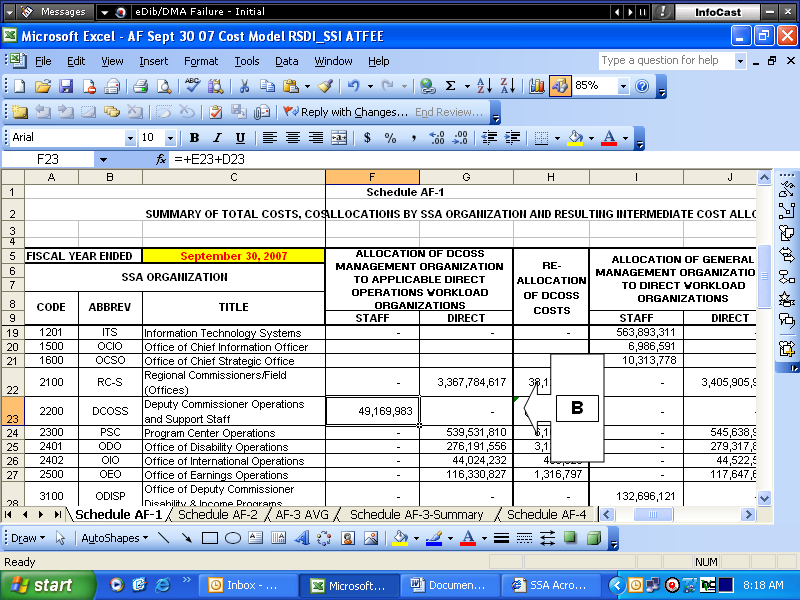 Messages eDib/DMA Failure - Initial InfoCast
Microsoft Excel - AF Sept 30 07 Cost Model RSDI_SSI ATFEE
File Edit View Insert Format Tools Data Window Help Type a question for help
85%
Reply with Changes... End Review...
Arial 10 B I U $ % ,
F23 fx =+E23+D23
A B C F G H I J
1 Schedule AF-1
2 SUMMARY OF TOTAL COSTS, COS ALLOCATIONS BY SSA ORGANIZATION AND RESULTING INTERMEDIATE COST ALLO
3
4
5 FISCAL YEAR ENDED September 30, 2007
6 SSA ORGANIZATION
7
8 CODE ABBREV TITLE
9
ALLOCATION OF DCOSS
MANAGEMENT ORGANIZATION
TO APPLICABLE DIRECT
OPERATIONS WORKLOAD
ORGANIZATIONS
STAFF DIRECT
RE-
ALLOCATION
OF DCOSS
COSTS
ALLOCATION OF GENERAL
MANAGEMENT ORGANIZATIO
TO DIRECT WORKLOAD
ORGANIZATIONS
STAFF DIRECT
19 1201 ITS Information Technology Systems - - - 563,893,311
20 1500 OCIO Office of Chief Information Officer 6,986,591
21 1600 OCSO Office of Chief Strategic Office 10,313,778
22 2100 RC-S Regional Commissioners/Field
(Offices) - 3,367,784,617 - 3,405,905,9
23 2200 DCOSS Deputy Commissioner Operations
and Support Staff 49,169,983 - - -
B
24 2300 PSC Program Center Operations - 539,531,810 - 545,638,9
25 2401 ODO Office of Disability Operations - 276,191,556 - 279,317,8
26 2402 OIO Office of International Operations - 44,024,232 - 44,522,5
27 2500 OEO Office of Earnings Operations - 116,330,827 1,316,797 - 117,647,6
28 3100 ODISP Office of Deputy Commissioner
Disability & Income Programs - - - 132,696,121 -
Schedule AF-1 Schedule AF-2 AF-3 AVG Schedule AF-3-Summary Schedule AF-4
Draw AutoShapes
Ready NUM
start Inbox - ... Microsoft... Documen... SSA Acro... 8:18 AM